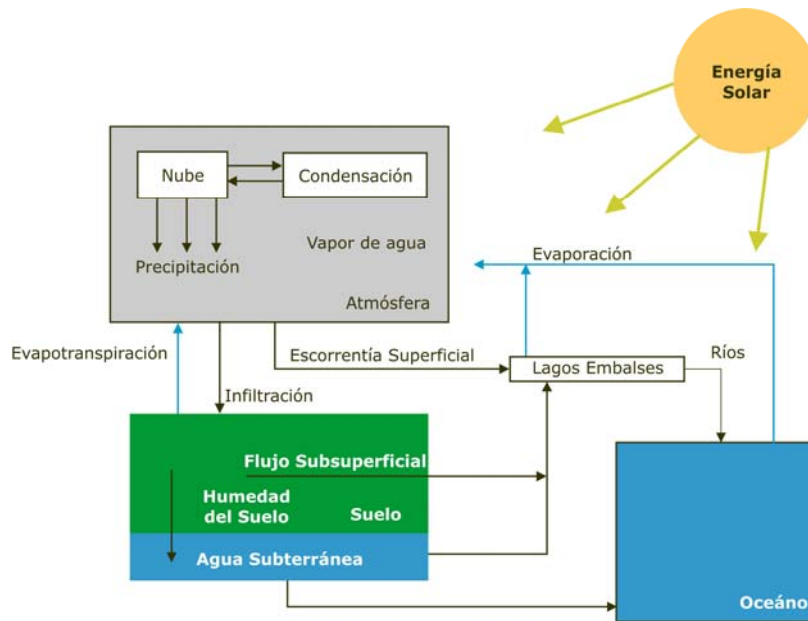 Energía
Solar
Nube
Condensación
Vapor de agua
Precipitación
Atmósfera
Evaporación
Evapotranspiración
Escorrentía Superficial
Lagos Embalses
Ríos
Infiltración
Flujo Subsuperficial
Humedad
del Suelo
Suelo
Agua Subterránea
Oceáno